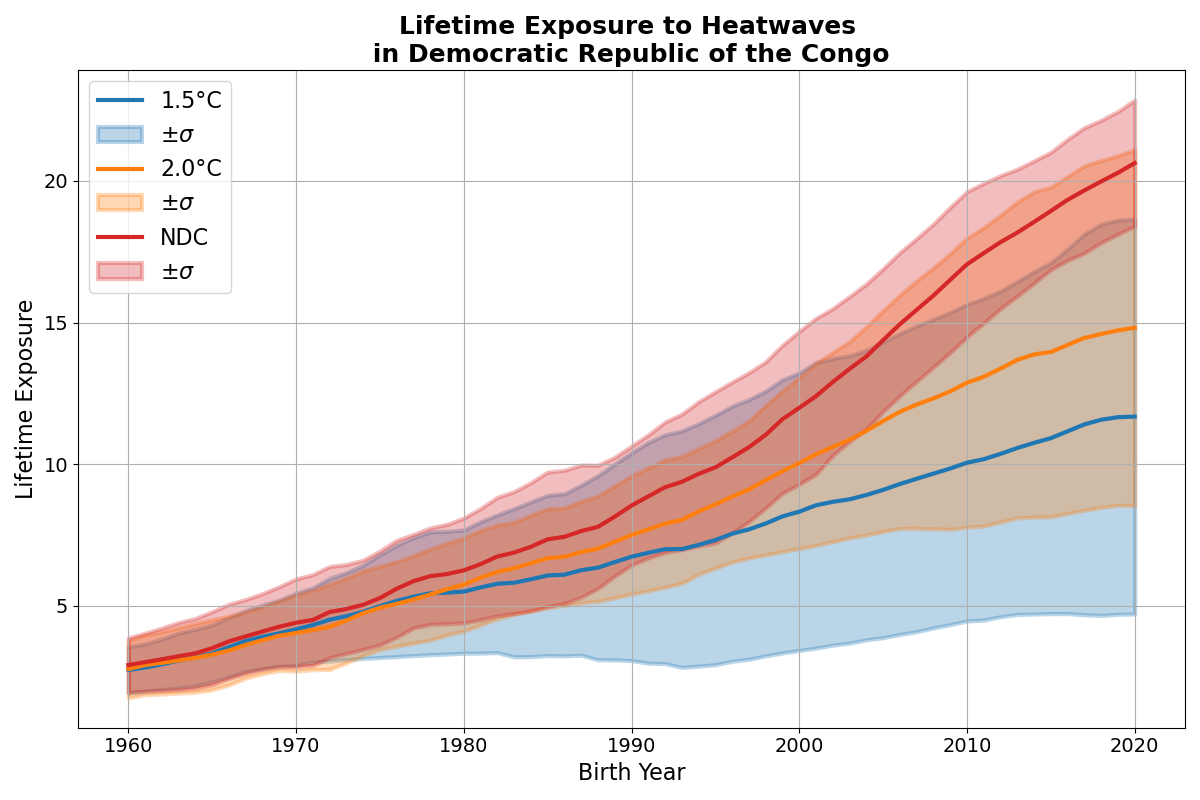 Lifetime Exposure to Heatwaves
in Democratic Republic of the Congo
1.5°C
±σ
2.0°C
±σ
NDC
±σ
Lifetime Exposure
20
15
10
5
1960 1970 1980 1990 2000 2010 2020
Birth Year